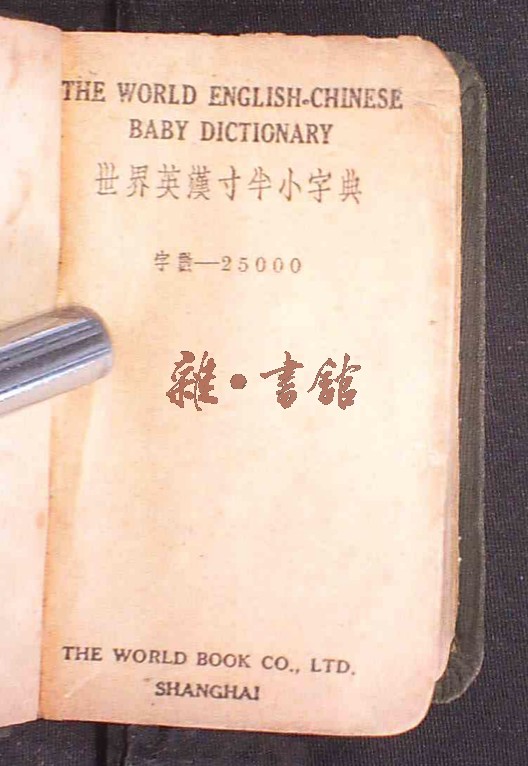 THE WORLD ENGLISH-CHINESE
BABY DICTIONARY
世界英漢寸半小字典
字數—25000
雜·書館
THE WORLD BOOK CO., LTD.
SHANGHAI